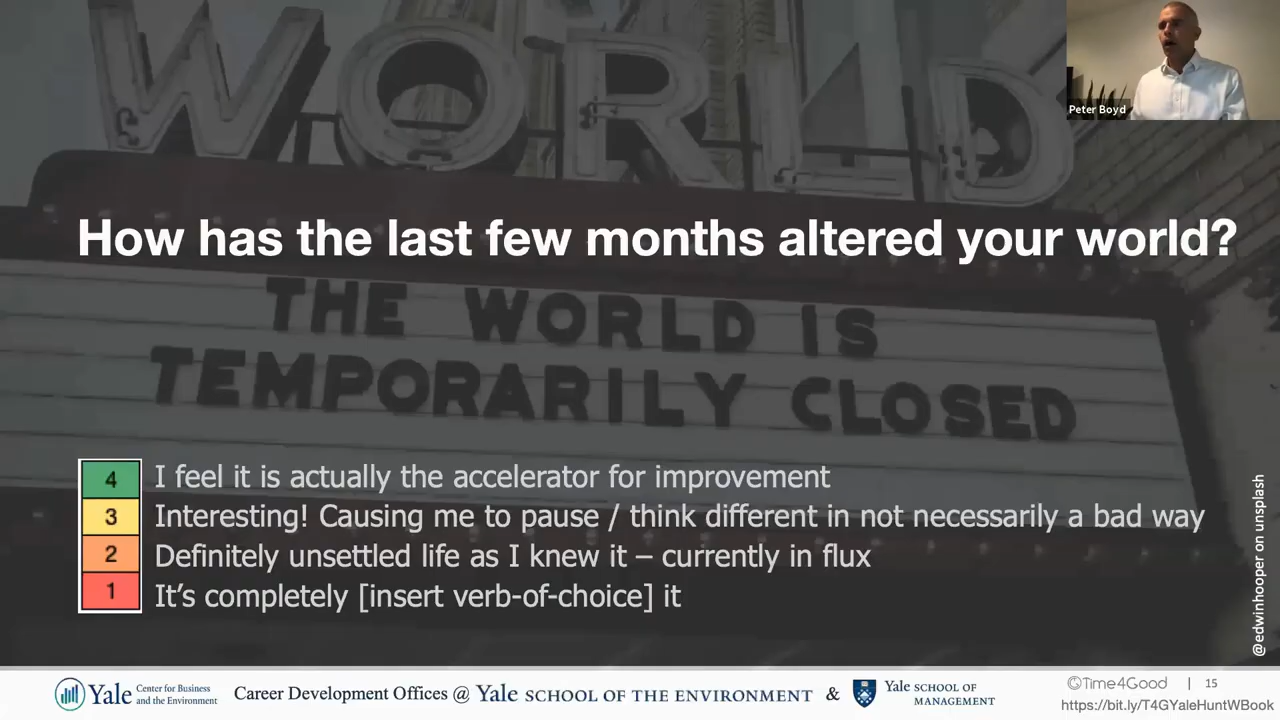 WORLD
Peter Boyd
How has the last few months altered your world?
THE WORLD IS
TEMPORARILY CLOSED
4 I feel it is actually the accelerator for improvement
3 Interesting! Causing me to pause / think different in not necessarily a bad way
2 Definitely unsettled life as I knew it – currently in flux
1 It's completely [insert verb-of-choice] it
@edwinhooper on unsplash
Yale Center for Business and the Environment
Career Development Offices @ Yale SCHOOL OF THE ENVIRONMENT & Yale SCHOOL OF MANAGEMENT
©Time4Good | 15
https://bit.ly/T4GYaleHuntWBook